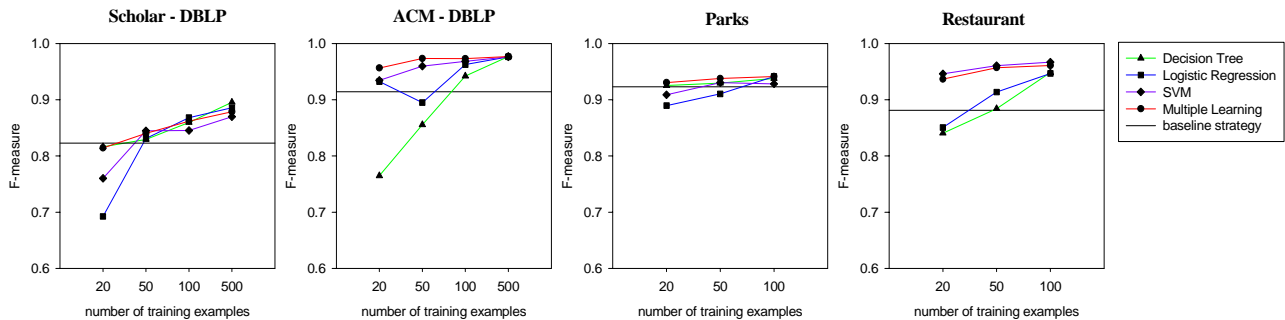 Scholar - DBLP
1.0
0.9
0.8
0.7
0.6
F-measure
20 50 100 500
number of training examples
ACM - DBLP
1.0
0.9
0.8
0.7
0.6
F-measure
20 50 100 500
number of training examples
Parks
1.0
0.9
0.8
0.7
0.6
F-measure
20 50 100
number of training examples
Restaurant
1.0
0.9
0.8
0.7
0.6
F-measure
20 50 100
number of training examples
Decision Tree
Logistic Regression
SVM
Multiple Learning
baseline strategy